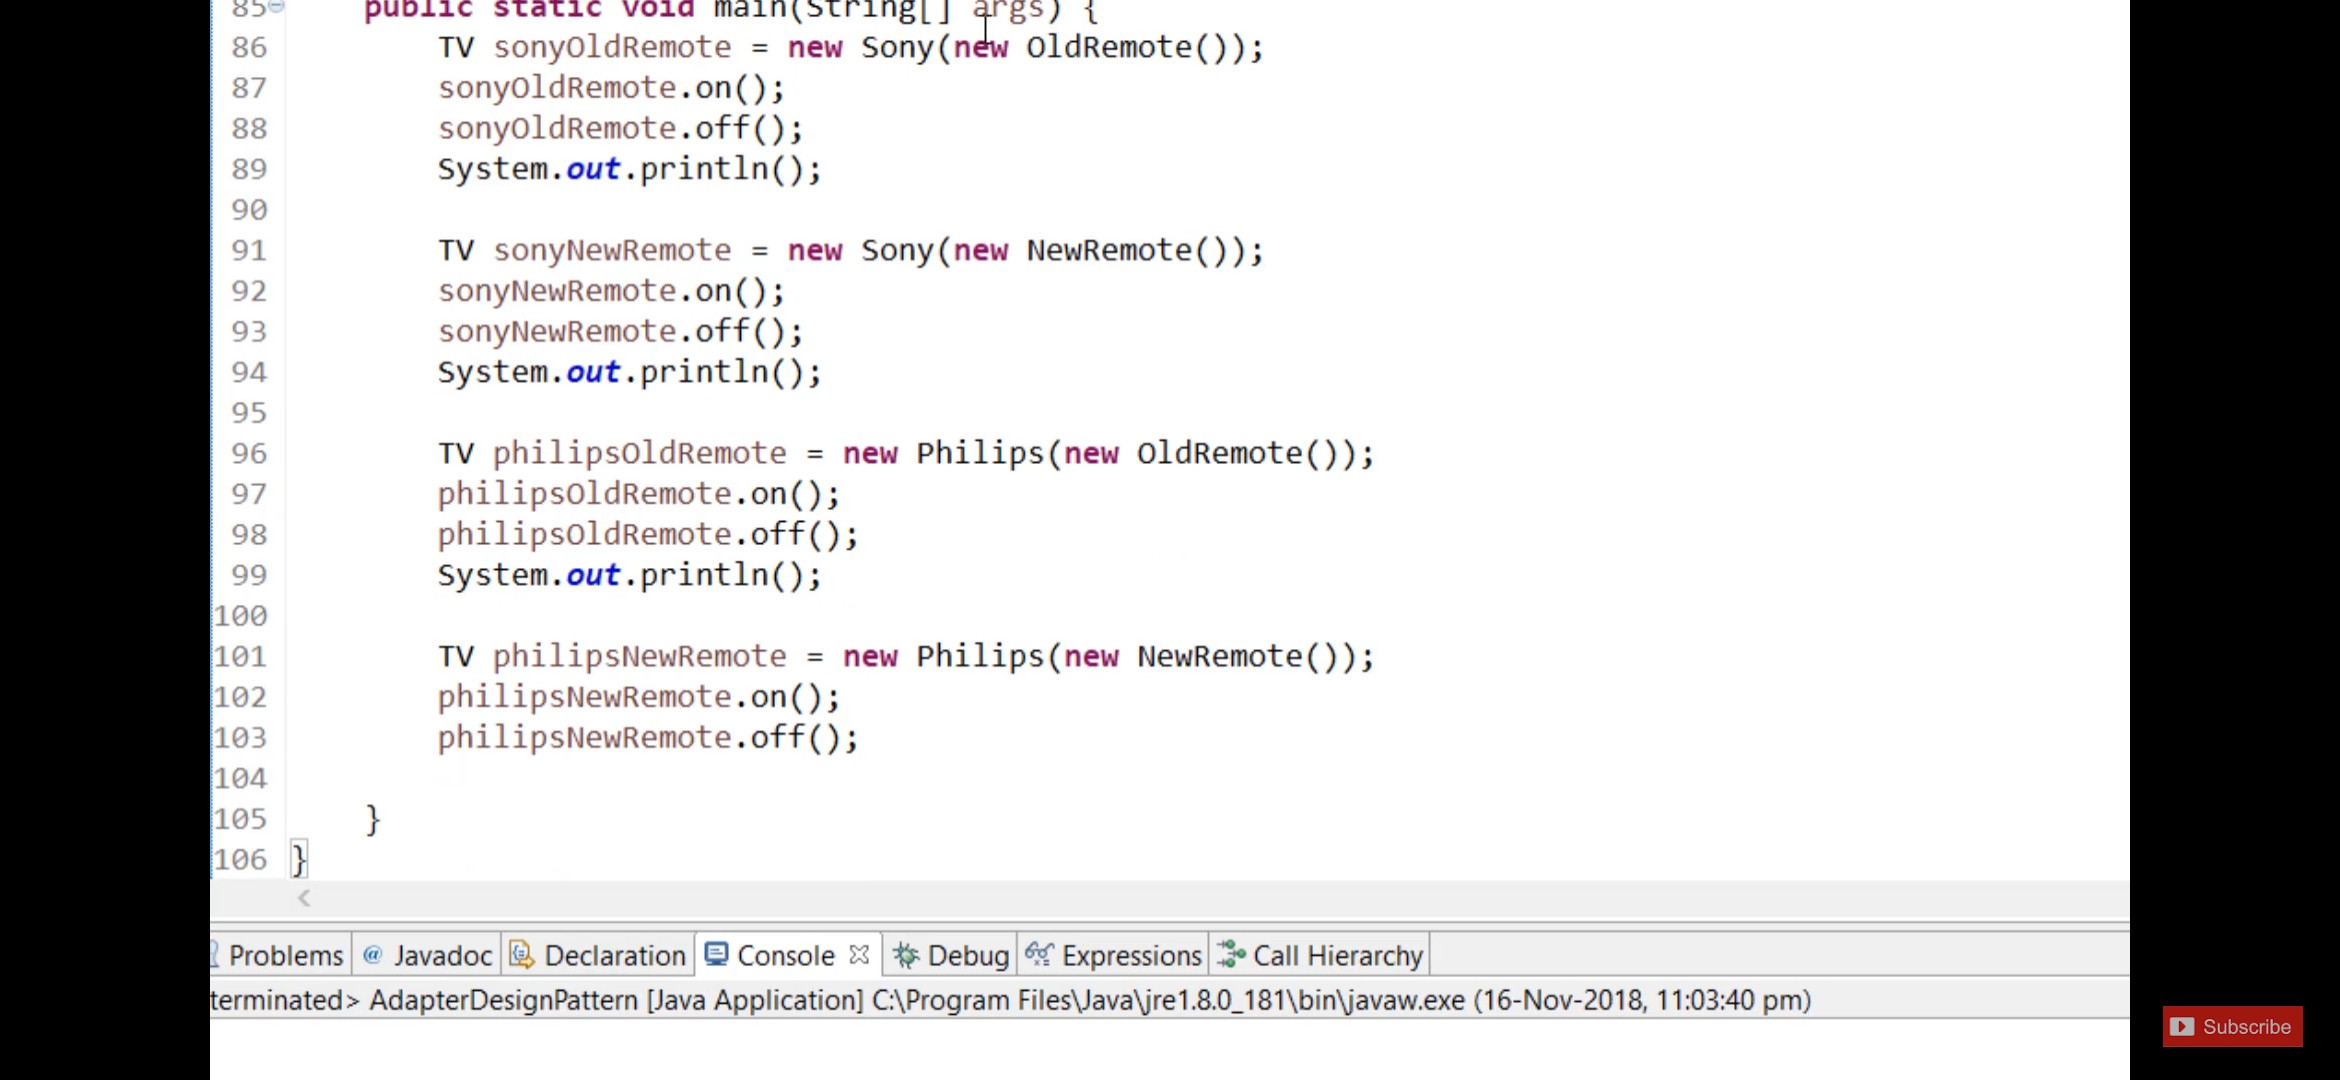 85 public static void main(String[] args) {
86 TV sonyOldRemote = new Sony(new OldRemote());
87 sonyOldRemote.on();
88 sonyOldRemote.off();
89 System.out.println();
90
91 TV sonyNewRemote = new Sony(new NewRemote());
92 sonyNewRemote.on();
93 sonyNewRemote.off();
94 System.out.println();
95
96 TV philipsOldRemote = new Philips(new OldRemote());
97 philipsOldRemote.on();
98 philipsOldRemote.off();
99 System.out.println();
100
101 TV philipsNewRemote = new Philips(new NewRemote());
102 philipsNewRemote.on();
103 philipsNewRemote.off();
104
105 }
106 }
Problems @ Javadoc Declaration Console Debug Expressions Call Hierarchy
terminated> AdapterDesignPattern [Java Application] C:\Program Files\Java\jre1.8.0_181\bin\javaw.exe (16-Nov-2018, 11:03:40 pm)
Subscribe